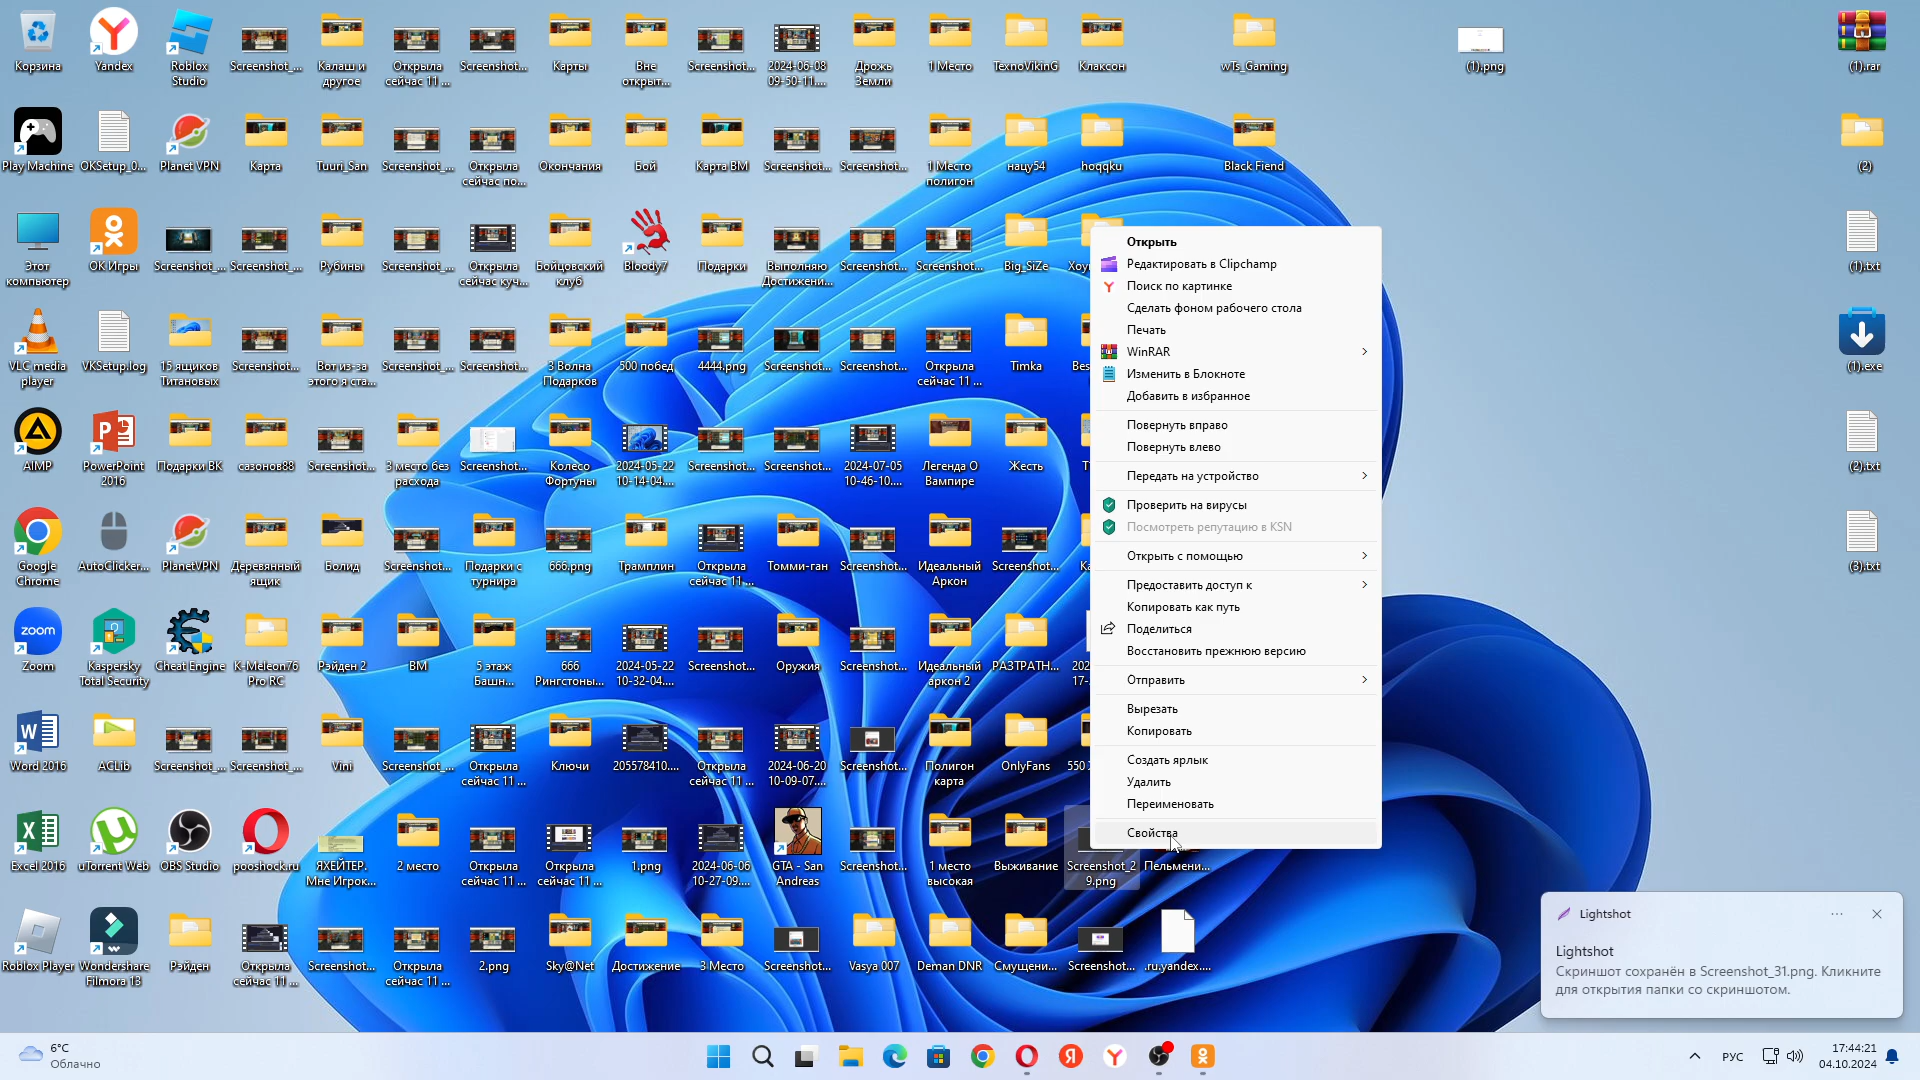 Корзина
Yandex
Roblox
Studio
Screenshot_...
Калаш и
другое
Открыла
сейчас 11 ...
Screenshot...
Карты
Вне
открыт...
Screenshot...
2024-06-08
09-50-11....
Дрожь
Земли
1 Место
TexnoVikinG
Клаксон
wTs_Gaming
(1).png
(1).rar
Play Machine
OKSetup_0...
Planet VPN
Карта
Tuuri_San
Screenshot_...
Открыла
сейчас по...
Окончания
Бой
Карта ВМ
Screenshot...
Screenshot...
1 Место
полигон
нацу54
hoqqku
Black Fiend
(2)
Этот
компьютер
ОК Игры
Screenshot_...
Screenshot_...
Рубины
Screenshot_...
Открыла
сейчас куч...
Бойцовский
клуб
Bloody7
Подарки
Выполняю
Достижени...
Screenshot...
Screenshot...
Big_SiZe
(1).txt
VLC media
player
VKSetup.log
15 ящиков
Титановых
Screenshot...
Вот из-за
этого я ста...
Screenshot_...
Screenshot...
3 Волна
Подарков
500 побед
4444.png
Screenshot...
Screenshot...
Открыла
сейчас 11 ...
Timka
(1).exe
AIMP
PowerPoint
2016
Подарки ВК
сазонов88
Screenshot...
3 место без
расхода
Screenshot...
Колесо
Фортуны
2024-05-22
10-14-04....
Screenshot...
Screenshot...
2024-07-05
10-46-10....
Легенда О
Вампире
Жесть
(2).txt
Google
Chrome
AutoClicker...
PlanetVPN
Деревянный
ящик
Болид
Screenshot...
Подарки с
турнира
666.png
Трамплин
Открыла
сейчас 11 ...
Томми-ган
Screenshot...
Идеальный
Аркон
Screenshot...
(3).txt
zoom
Zoom
Kaspersky
Total Security
Cheat Engine
K-Meleon76
Pro RC
Рэйден 2
ВМ
5 этаж
Башн...
666
Рингстоны...
2024-05-22
10-32-04....
Screenshot...
Оружия
Screenshot...
Идеальный
аркон 2
РАЗТРАТН...
Word 2016
ACLib
Screenshot_...
Screenshot_...
Vini
Screenshot_...
Открыла
сейчас 11 ...
Ключи
205578410....
Открыла
сейчас 11 ...
2024-06-20
10-09-07....
Screenshot...
Полигон
карта
OnlyFans
Excel 2016
uTorrent Web
OBS Studio
pooshock.ru
ЯХЕЙТЕР.
Мне Игрок...
2 место
Открыла
сейчас 11 ...
Открыла
сейчас 11 ...
1.png
2024-06-06
10-27-09....
GTA - San
Andreas
Screenshot...
1 место
высокая
Выживание
Screenshot_2
9.png
Пельмени...
Roblox Player
Wondershare
Filmora 13
Рэйден
Открыла
сейчас 11 ...
Screenshot...
Открыла
сейчас 11 ...
2.png
Sky@Net
Достижение
3 Место
Screenshot...
Vasya 007
Deman DNR
Смущени...
Screenshot...
.ru.yandex....
Открыть
Редактировать в Clipchamp
Поиск по картинке
Сделать фоном рабочего стола
Печать
WinRAR
Изменить в Блокноте
Добавить в избранное
Повернуть вправо
Повернуть влево
Передать на устройство
Проверить на вирусы
Посмотреть репутацию в KSN
Открыть с помощью
Предоставить доступ к
Копировать как путь
Поделиться
Восстановить прежнюю версию
Отправить
Вырезать
Копировать
Создать ярлык
Удалить
Переименовать
Свойства
Lightshot
Lightshot
Скриншот сохранён в Screenshot_31.png. Кликните
для открытия папки со скриншотом.
6°C
Облачно
РУС
17:44:21
04.10.2024